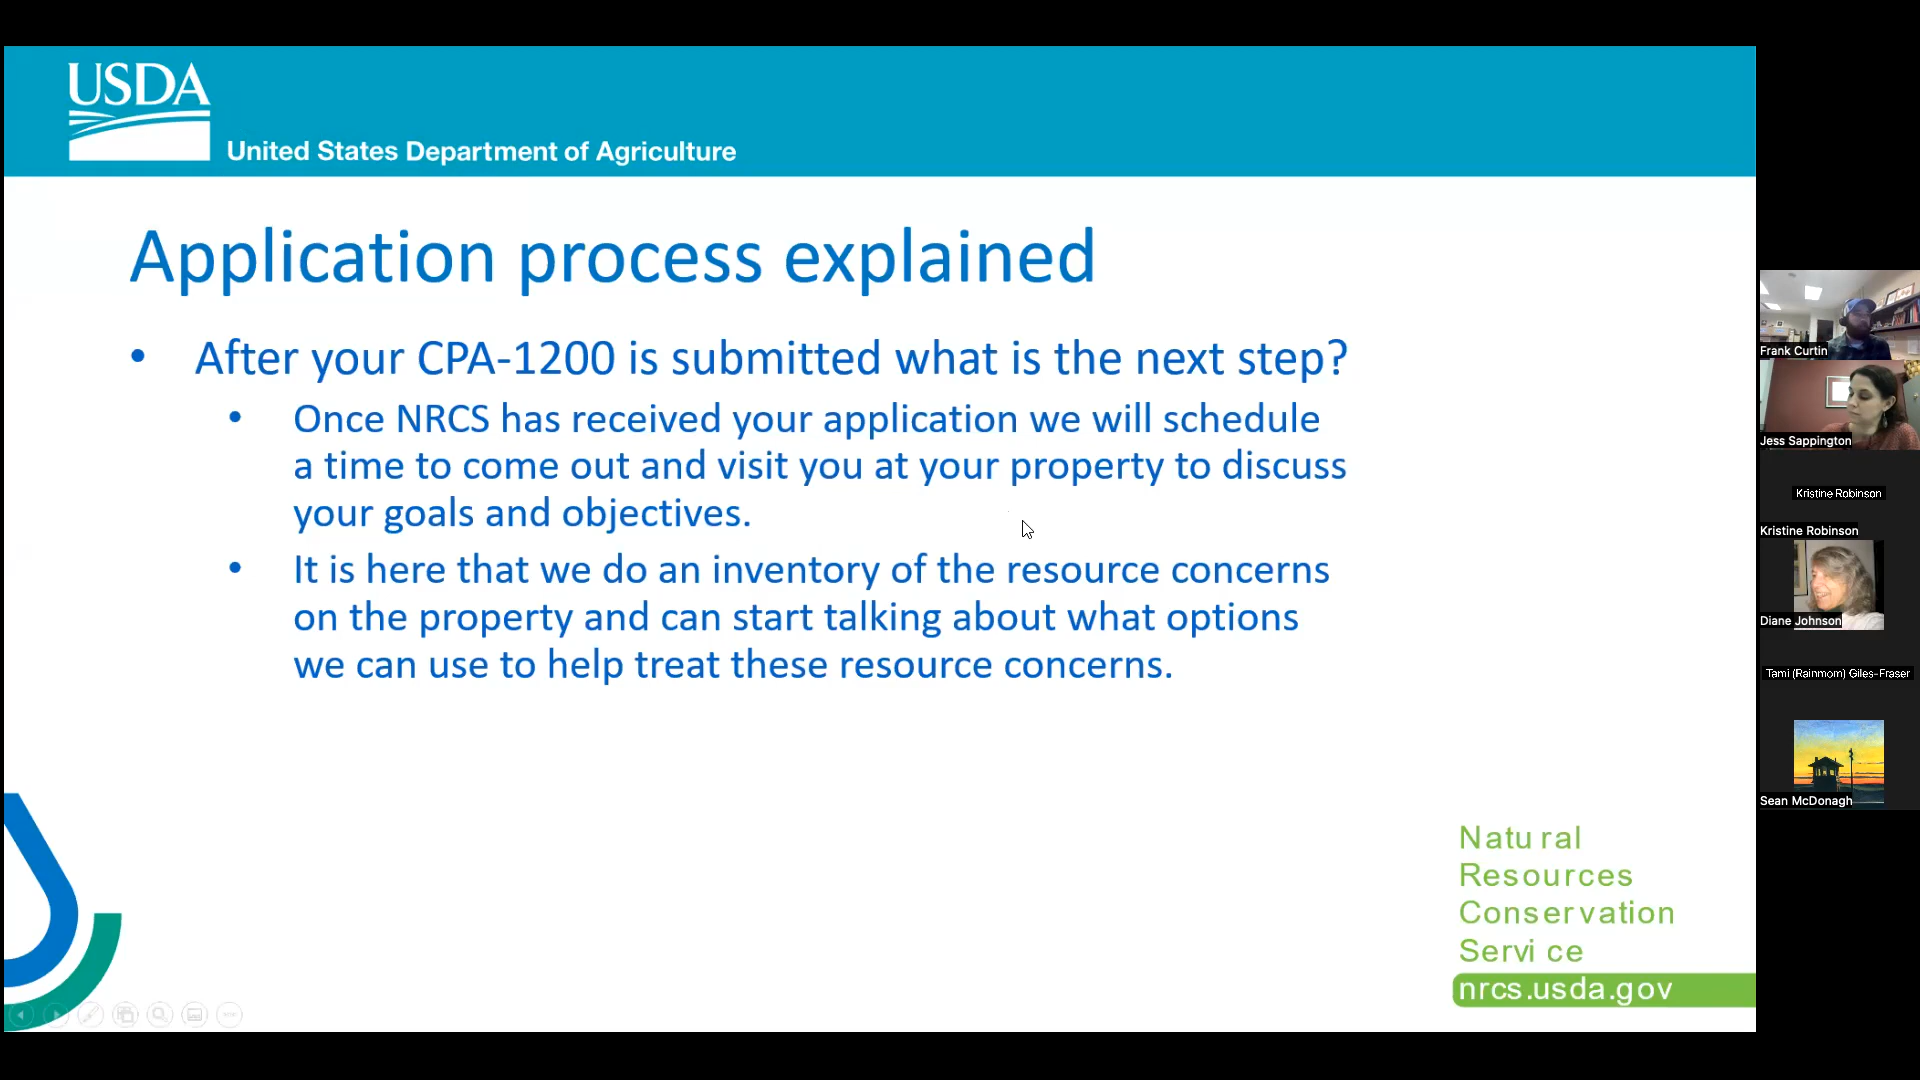 USDA
United States Department of Agriculture
Application process explained
• After your CPA-1200 is submitted what is the next step?
• Once NRCS has received your application we will schedule
a time to come out and visit you at your property to discuss
your goals and objectives.
• It is here that we do an inventory of the resource concerns
on the property and can start talking about what options
we can use to help treat these resource concerns.
Natural
Resources
Conservation
Service
nrcs.usda.gov
Frank Curtin
Jess Sappington
Kristine Robinson
Kristine Robinson
Diane Johnson
Tami (Rainmom) Giles-Fraser
Sean McDonagh